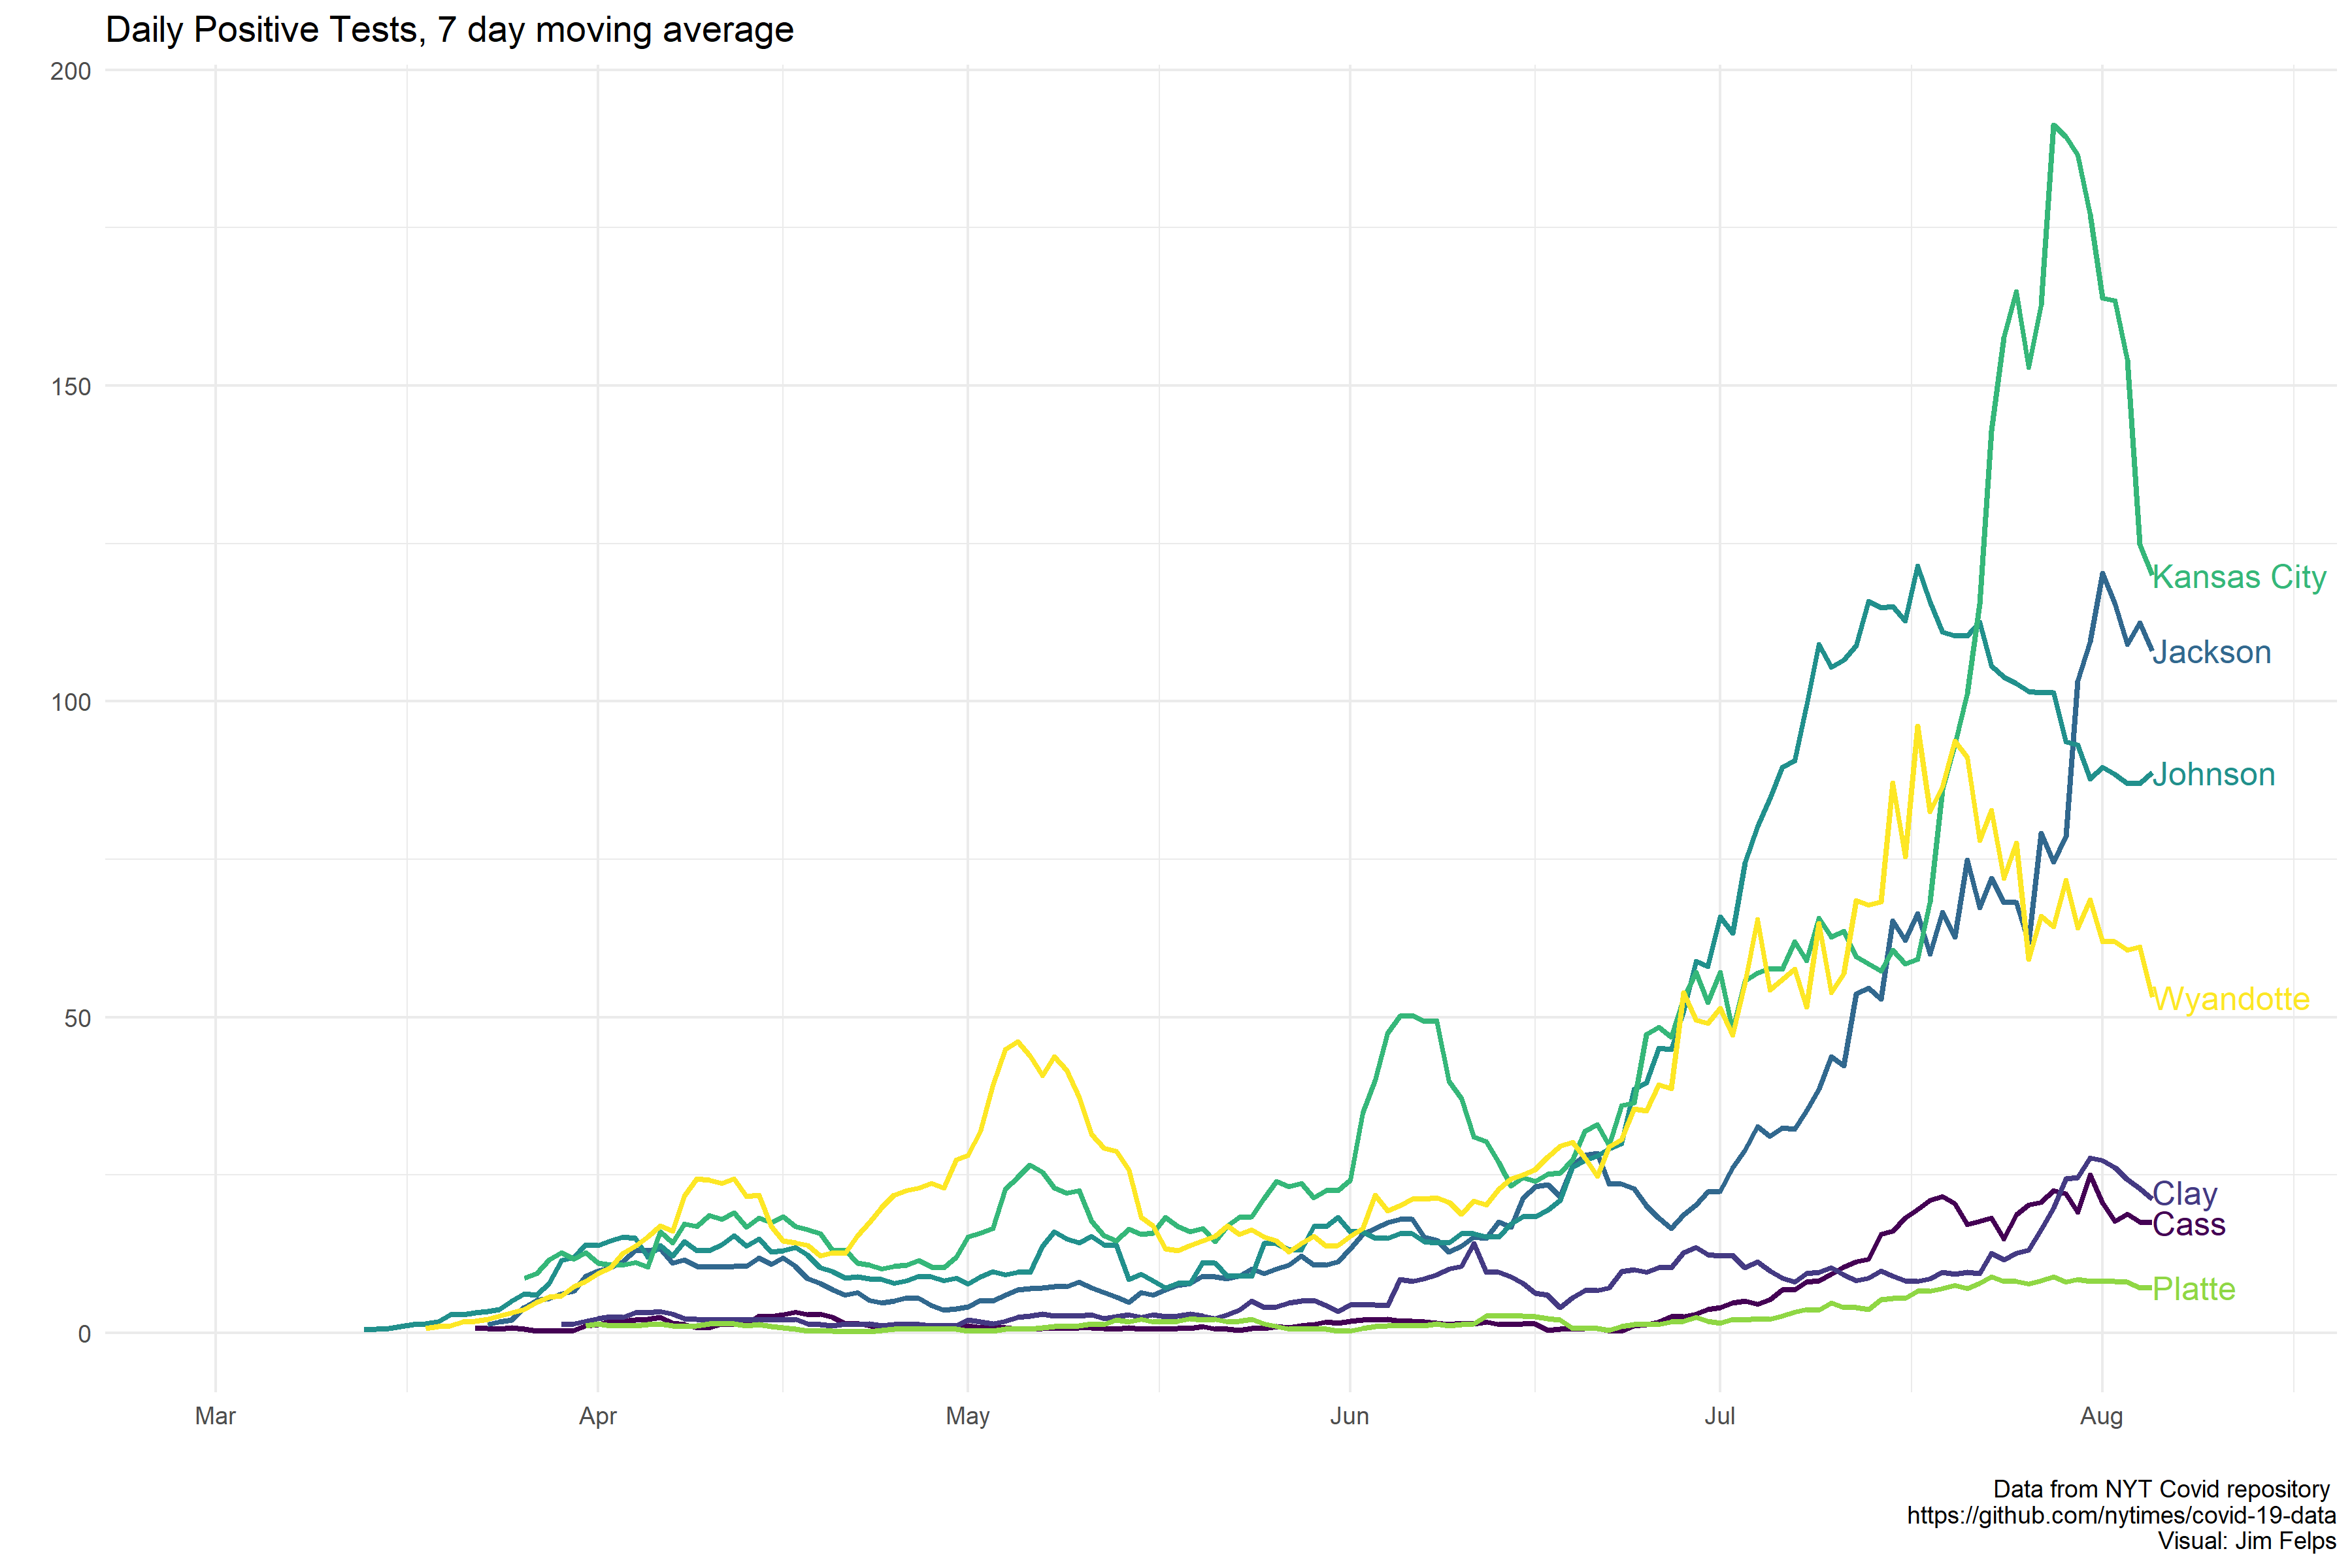 Daily Positive Tests, 7 day moving average
200
150
100
50
0
Kansas City
Jackson
Johnson
Wyandotte
Clay
Cass
Platte
Mar Apr May Jun Jul Aug
Data from NYT Covid repository
https://github.com/nytimes/covid-19-data
Visual: Jim Felps